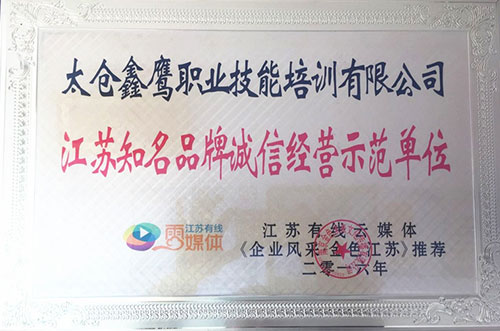 太仓鑫鹰职业技能培训有限公司
江苏知名品牌诚信经营示范单位
江苏有线
云媒体
江苏有线云媒体
《企业风采 金色江苏》推荐
二〇一六年